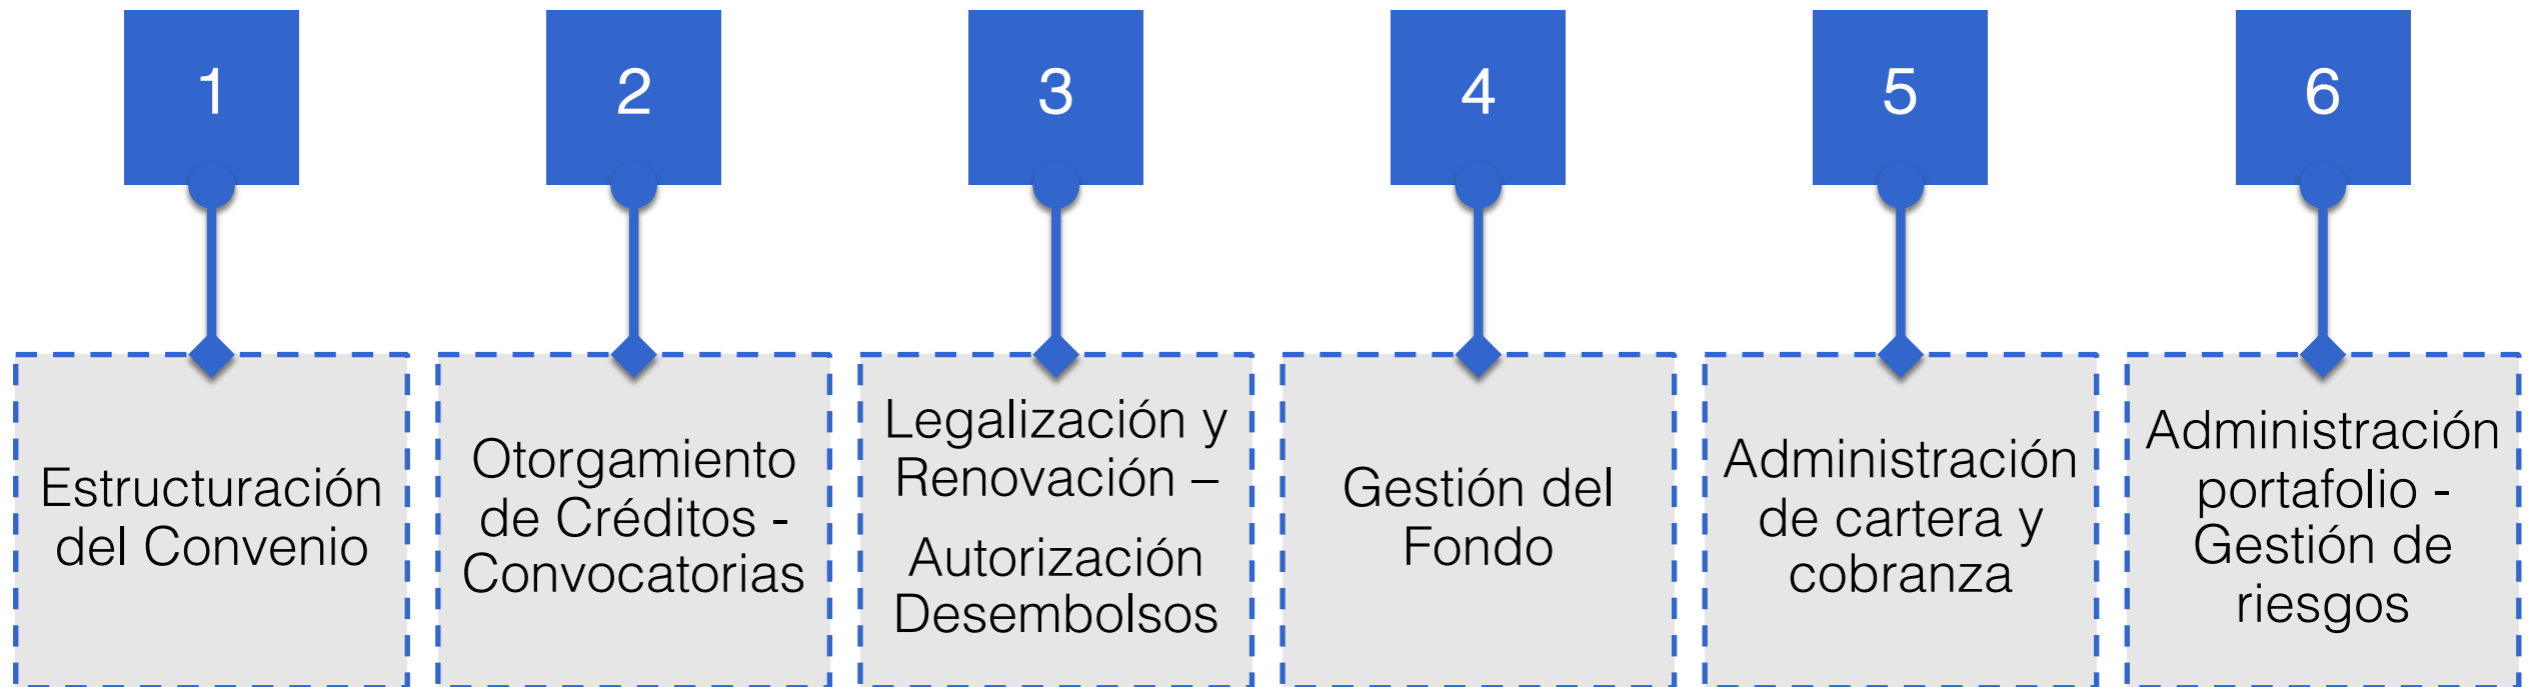 1
2
3
4
5
6
Estructuración
del Convenio
Otorgamiento
de Créditos -
Convocatorias
Legalización y
Renovación –
Autorización
Desembolsos
Gestión del
Fondo
Administración
de cartera y
cobranza
Administración
portafolio -
Gestión de
riesgos